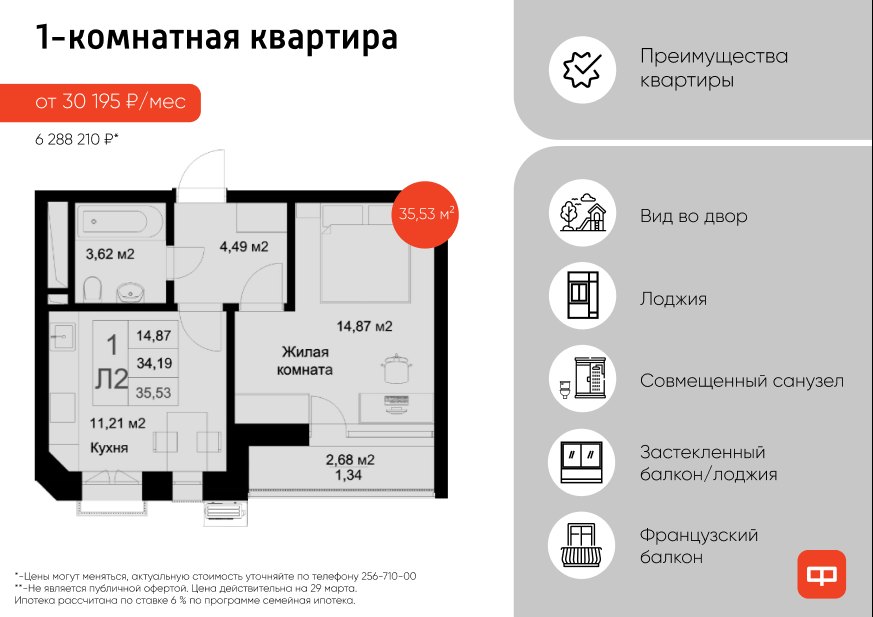 1-комнатная квартира
от 30 195 ₽/мес
6 288 210 ₽*
35,53 м²
3,62 м2
4,49 м2
14,87 м2
Жилая
комната
1
Л2
14,87
34,19
35,53
11,21 м2
Кухня
2,68 м2
1,34
*-Цены могут меняться, актуальную стоимость уточняйте по телефону 256-710-00
**-Не является публичной офертой. Цена действительна на 29 марта.
Ипотека рассчитана по ставке 6 % по программе семейная ипотека.
Преимущества
квартиры
Вид во двор
Лоджия
Совмещенный санузел
Застекленный
балкон/лоджия
Французский
балкон